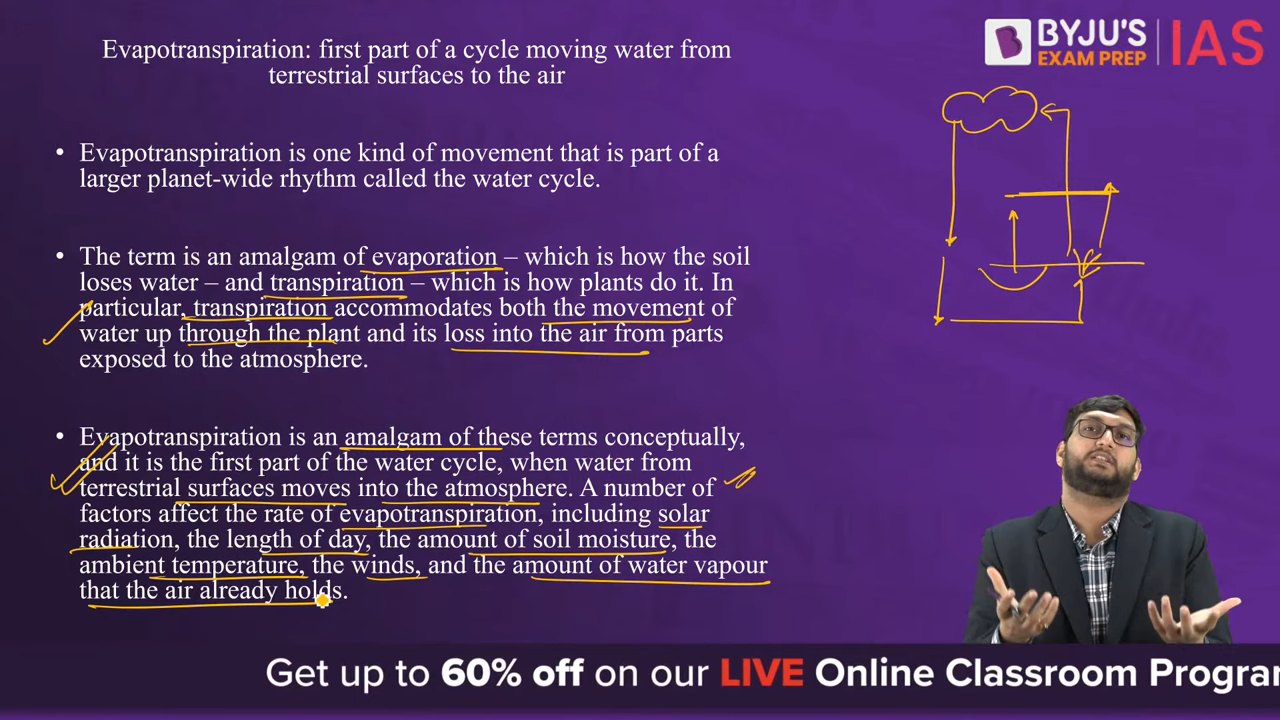 Evapotranspiration: first part of a cycle moving water from
terrestrial surfaces to the air
BYJU'S
EXAM PREP
IAS
• Evapotranspiration is one kind of movement that is part of a
larger planet-wide rhythm called the water cycle.
• The term is an amalgam of evaporation – which is how the soil
loses water – and transpiration – which is how plants do it. In
particular, transpiration accommodates both the movement of
water up through the plant and its loss into the air from parts
exposed to the atmosphere.
• Evapotranspiration is an amalgam of these terms conceptually,
and it is the first part of the water cycle, when water from
terrestrial surfaces moves into the atmosphere. A number of
factors affect the rate of evapotranspiration, including solar
radiation, the length of day, the amount of soil moisture, the
ambient temperature, the winds, and the amount of water vapour
that the air already holds.
Get up to 60% off on our LIVE Online Classroom Program